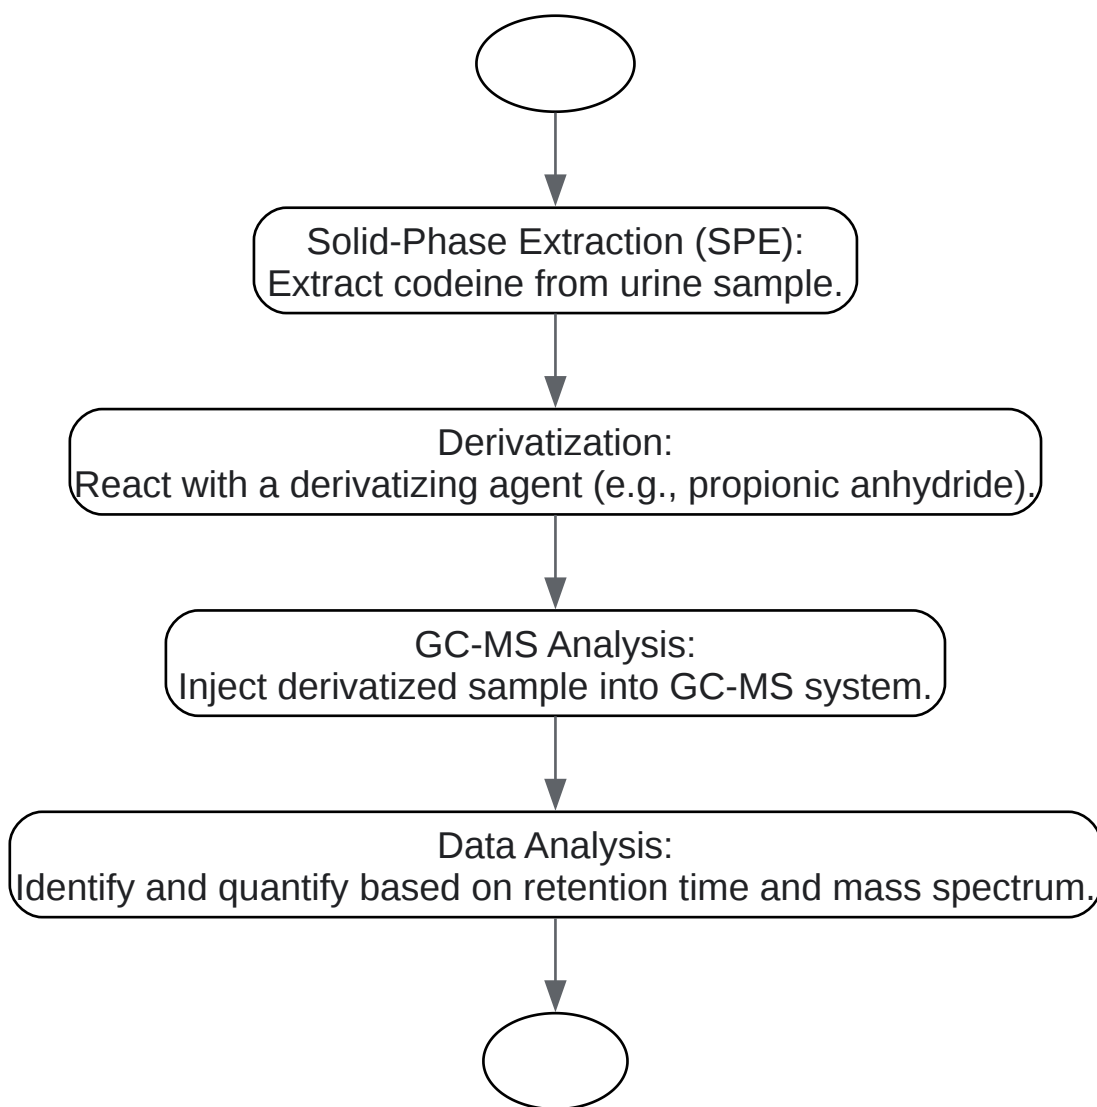 Solid-Phase Extraction (SPE):
Extract codeine from urine sample.
Derivatization:
React with a derivatizing agent (e.g., propionic anhydride).
GC-MS Analysis:
Inject derivatized sample into GC-MS system.
Data Analysis:
Identify and quantify based on retention time and mass spectrum.